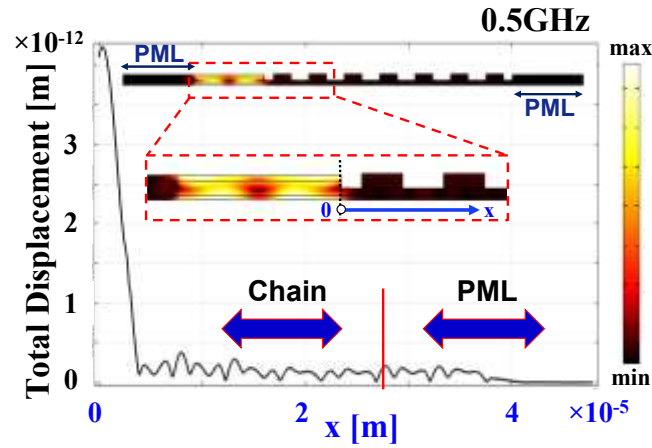 0.5GHz
×10-12
max
PML
PML
3
0
x
2
Chain
PML
1
0
min
0
2
4
×10-5
x [m]
Total Displacement [m]